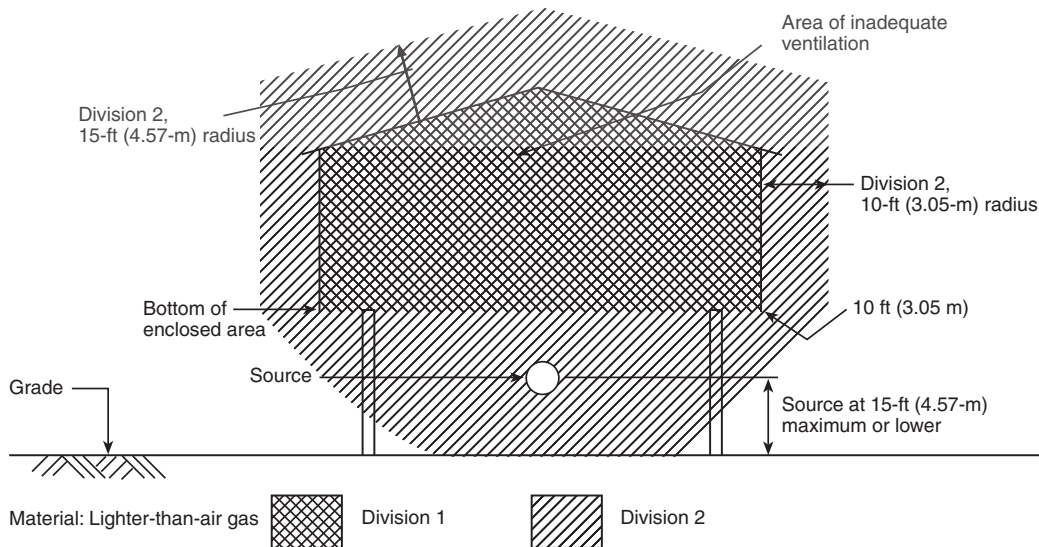 Area of inadequate
ventilation
Division 2,
15-ft (4.57-m) radius
Division 2,
10-ft (3.05-m) radius
Bottom of
enclosed area
10 ft (3.05 m)
Source
Grade
Source at 15-ft (4.57-m)
maximum or lower
Material: Lighter-than-air gas
Division 1
Division 2